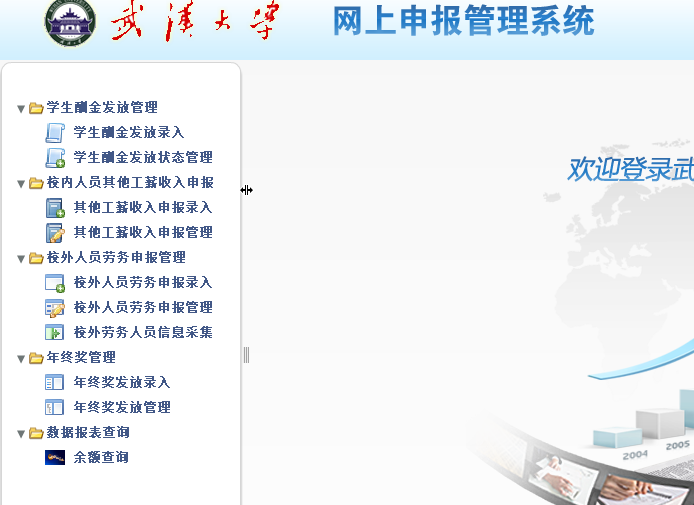 武汉大学
网上申报管理系统
学生酬金发放管理
学生酬金发放录入
学生酬金发放状态管理
校内人员其他工薪收入申报
其他工薪收入申报录入
其他工薪收入申报管理
校外人员劳务申报管理
校外人员劳务申报录入
校外人员劳务申报管理
校外劳务人员信息采集
年终奖管理
年终奖发放录入
年终奖发放管理
数据报表查询
余额查询
欢迎登录武
2004
2005